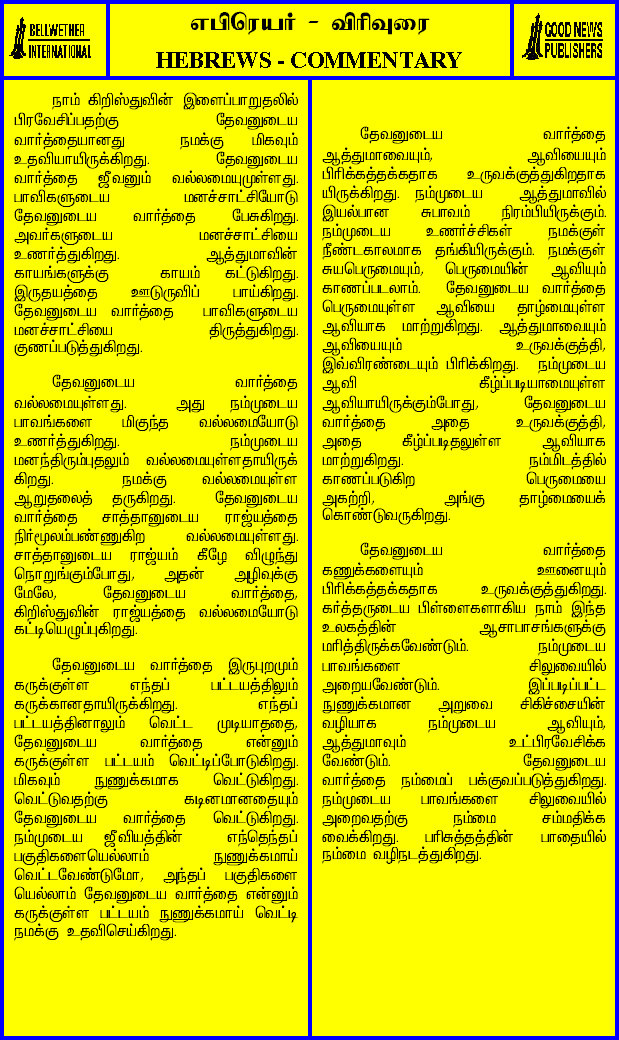 BELLWETHER
INTERNATIONAL
எபிரெயர் - விரிவுரை
HEBREWS - COMMENTARY
GOOD NEWS
PUBLISHERS
நாம் கிறிஸ்துவின் இளைப்பாறுதலில்
பிரவேசிப்பதற்கு தேவனுடைய
வார்த்தையானது நமக்கு மிகவும்
உதவியாயிருக்கிறது. தேவனுடைய
வார்த்தை ஜீவனும் வல்லமையுமுள்ளது.
பாவிகளுடைய மனச்சாட்சியோடு
தேவனுடைய வார்த்தை பேசுகிறது.
அவர்களுடைய மனச்சாட்சியை
உணர்த்துகிறது. ஆத்துமாவின்
காயங்களுக்கு காயம் கட்டுகிறது.
இருதயத்தை ஊடுருவிப் பாய்கிறது.
தேவனுடைய வார்த்தை பாவிகளுடைய
மனச்சாட்சியை திருத்துகிறது.
குணப்படுத்துகிறது.
தேவனுடைய வார்த்தை
வல்லமையுள்ளது. அது நம்முடைய
பாவங்களை மிகுந்த வல்லமையோடு
உணர்த்துகிறது. நம்முடைய
மனந்திரும்புதலும் வல்லமையுள்ளதாயிருக்
கிறது. நமக்கு வல்லமையுள்ள
ஆறுதலைத் தருகிறது. தேவனுடைய
வார்த்தை சாத்தானுடைய ராஜ்யத்தை
நிர்மூலம்பண்ணுகிற வல்லமையுள்ளது.
சாத்தானுடைய ராஜ்யம் கீழே விழுந்து
நொறுங்கும்போது, அதன் அழிவுக்கு
மேலே, தேவனுடைய வார்த்தை,
கிறிஸ்துவின் ராஜ்யத்தை வல்லமையோடு
கட்டியெழுப்புகிறது.
தேவனுடைய வார்த்தை இருபுறமும்
கருக்குள்ள எந்தப் பட்டயத்திலும்
கருக்கானதாயிருக்கிறது. எந்தப்
பட்டயத்தினாலும் வெட்ட முடியாததை,
தேவனுடைய வார்த்தை என்னும்
கருக்குள்ள பட்டயம் வெட்டிப்போடுகிறது.
மிகவும் நுணுக்கமாக வெட்டுகிறது.
வெட்டுவதற்கு கடினமானதையும்
தேவனுடைய வார்த்தை வெட்டுகிறது.
நம்முடைய ஜீவியத்தின் எந்தெந்தப்
பகுதிகளையெல்லாம் நுணுக்கமாய்
வெட்டவேண்டுமோ, அந்தப் பகுதிகளை
யெல்லாம் தேவனுடைய வார்த்தை என்னும்
கருக்குள்ள பட்டயம் நுணுக்கமாய் வெட்டி
நமக்கு உதவிசெய்கிறது.
தேவனுடைய வார்த்தை
ஆத்துமாவையும், ஆவியையும்
பிரிக்கத்தக்கதாக உருவக்குத்துகிறதாக
யிருக்கிறது. நம்முடைய ஆத்துமாவில்
இயல்பான சுபாவம் நிரம்பியிருக்கும்.
நம்முடைய உணர்ச்சிகள் நமக்குள்
நீண்டகாலமாக தங்கியிருக்கும். நமக்குள்
சுயபெருமையும், பெருமையின் ஆவியும்
காணப்படலாம். தேவனுடைய வார்த்தை
பெருமையுள்ள ஆவியை தாழ்மையுள்ள
ஆவியாக மாற்றுகிறது. ஆத்துமாவையும்
ஆவியையும் உருவக்குத்தி,
இவ்விரண்டையும் பிரிக்கிறது. நம்முடைய
ஆவி கீழ்ப்படியாமையுள்ள
ஆவியாயிருக்கும்போது, தேவனுடைய
வார்த்தை அதை உருவக்குத்தி,
அதை கீழ்ப்படிதலுள்ள ஆவியாக
மாற்றுகிறது. நம்மிடத்தில்
காணப்படுகிற பெருமையை
அகற்றி, அங்கு தாழ்மையைக்
கொண்டுவருகிறது.
தேவனுடைய வார்த்தை
கணுக்களையும் ஊனையும்
பிரிக்கத்தக்கதாக உருவக்குத்துகிறது.
கர்த்தருடைய பிள்ளைகளாகிய நாம் இந்த
உலகத்தின் ஆசாபாசங்களுக்கு
மரித்திருக்கவேண்டும். நம்முடைய
பாவங்களை சிலுவையில்
அறையவேண்டும். இப்படிப்பட்ட
நுணுக்கமான அறுவை சிகிச்சையின்
வழியாக நம்முடைய ஆவியும்,
ஆத்துமாவும் உட்பிரவேசிக்க
வேண்டும். தேவனுடைய
வார்த்தை நம்மைப் பக்குவப்படுத்துகிறது.
நம்முடைய பாவங்களை சிலுவையில்
அறைவதற்கு நம்மை சம்மதிக்க
வைக்கிறது. பரிசுத்தத்தின் பாதையில்
நம்மை வழிநடத்துகிறது.